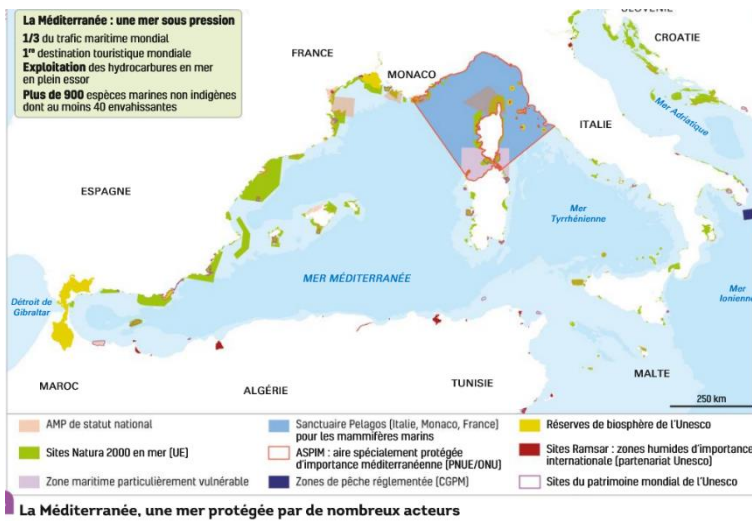 La Méditerranée : une mer sous pression
1/3 du trafic maritime mondial
1re destination touristique mondiale
Exploitation des hydrocarbures en mer
en plein essor
Plus de 900 espèces marines non indigènes
dont au moins 40 envahissantes
SLOVÉNIE
CROATIE
FRANCE
MONACO
ITALIE
Mer Adriatique
ESPAGNE
Mer
Tyrrhénienne
MER MÉDITERRANÉE
Détroit de
Gibraltar
Mer
Ionienne
MAROC
ALGÉRIE
TUNISIE
MALTE
250 km
AMP de statut national
Sites Natura 2000 en mer (UE)
Zone maritime particulièrement vulnérable
Sanctuaire Pelagos (Italie, Monaco, France)
pour les mammifères marins
ASPIM : aire spécialement protégée
d'importance méditerranéenne (PNUE/ONU)
Zones de pêche réglementée (CGPM)
Réserves de biosphère de l'Unesco
Sites Ramsar : zones humides d'importance
internationale (partenariat Unesco)
Sites du patrimoine mondial de l'Unesco
La Méditerranée, une mer protégée par de nombreux acteurs